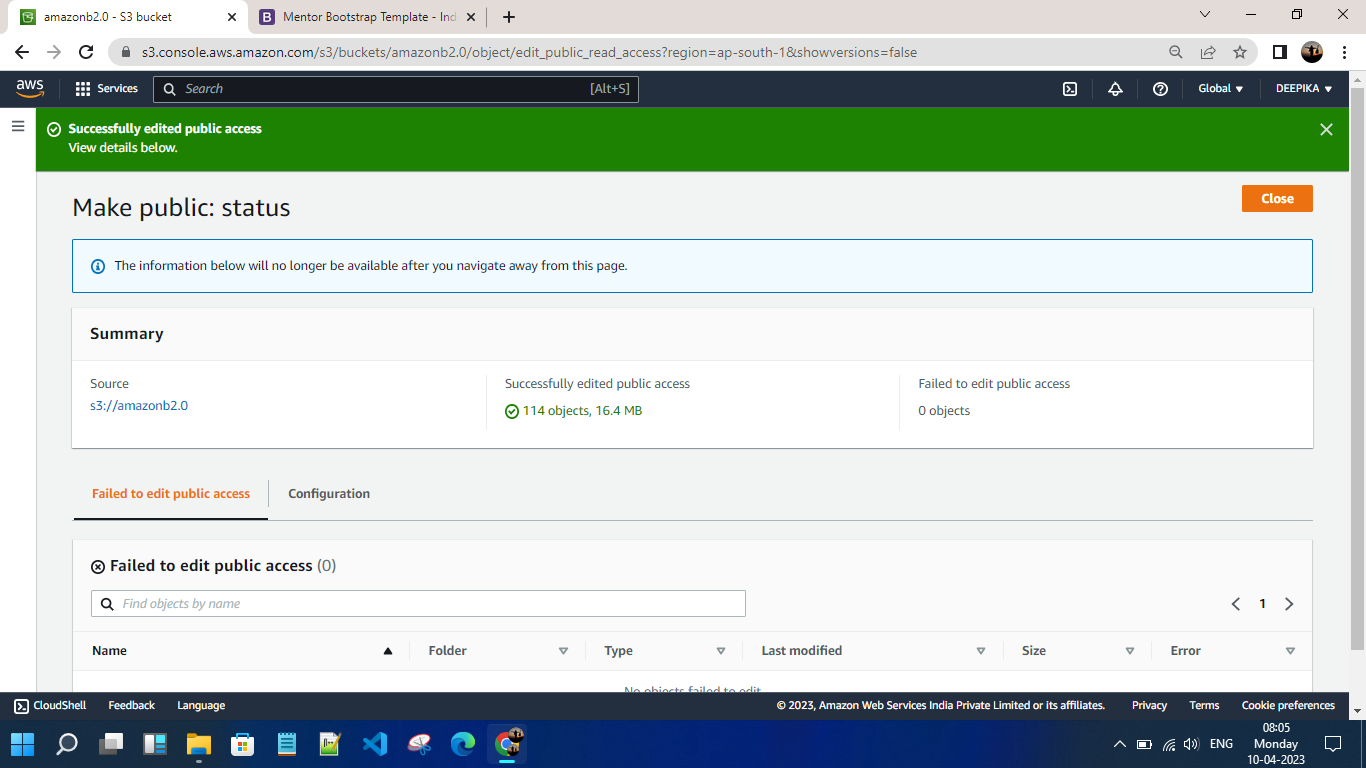 amazonb2.0 - S3 bucket
Mentor Bootstrap Template - Ind
s3.console.aws.amazon.com/s3/buckets/amazonb2.0/object/edit_public_read_access?region=ap-south-1&showversions=false
aws
Services
Search
[Alt+S]
Global
DEEPIKA
Successfully edited public access
View details below.
Make public: status
Close
The information below will no longer be available after you navigate away from this page.
Summary
Source
s3://amazonb2.0
Successfully edited public access
114 objects, 16.4 MB
Failed to edit public access
0 objects
Failed to edit public access
Configuration
Failed to edit public access (0)
Find objects by name
1
Name
Folder
Type
Last modified
Size
Error
No objects failed to edit
CloudShell
Feedback
Language
© 2023, Amazon Web Services India Private Limited or its affiliates.
Privacy
Terms
Cookie preferences
ENG
08:05
Monday
10-04-2023